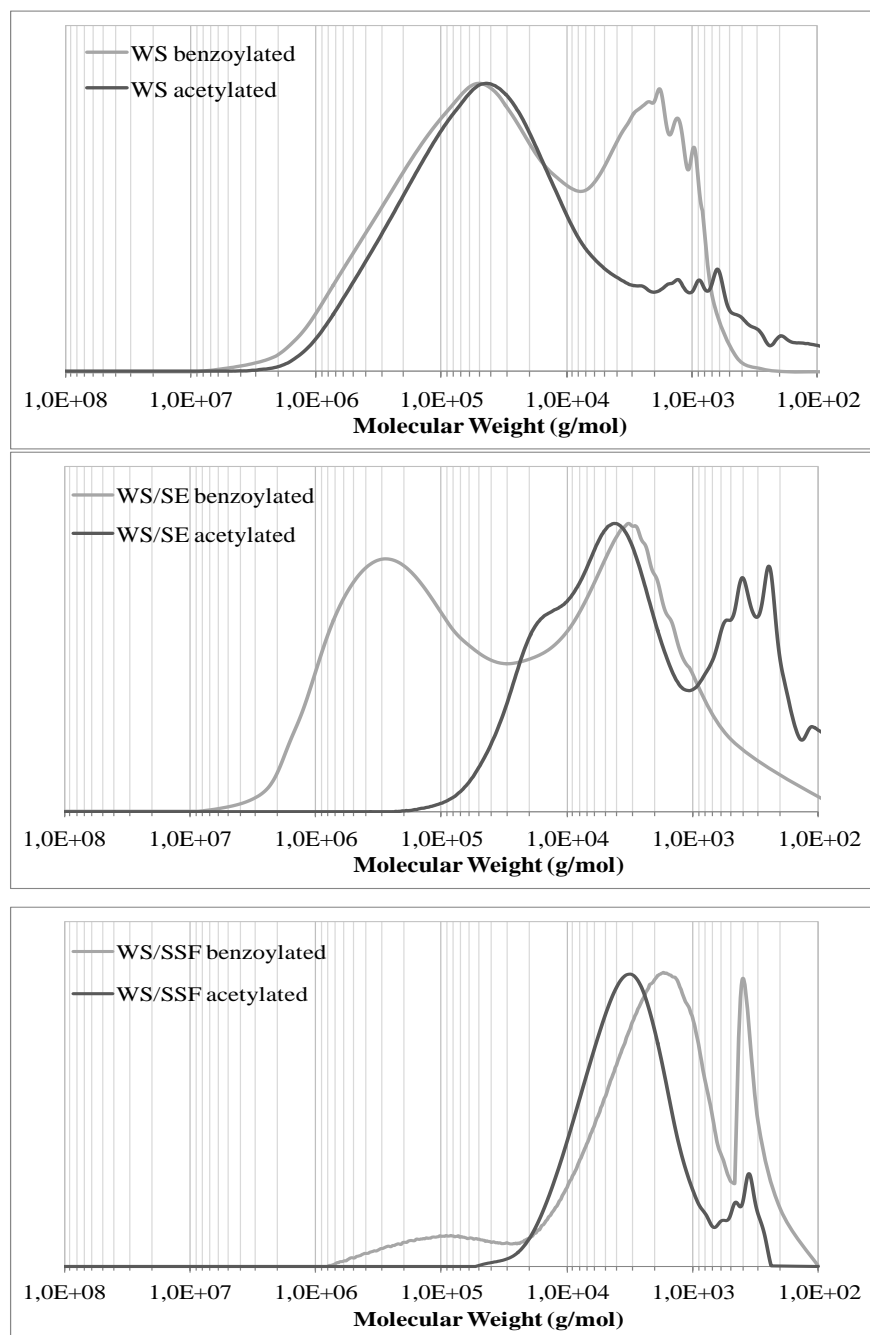 WS benzoylated
WS acetylated
1,0E+08 1,0E+07 1,0E+06 1,0E+05 1,0E+04 1,0E+03 1,0E+02
Molecular Weight (g/mol)
WS/SE benzoylated
WS/SE acetylated
1,0E+08 1,0E+07 1,0E+06 1,0E+05 1,0E+04 1,0E+03 1,0E+02
Molecular Weight (g/mol)
WS/SSF benzoylated
WS/SSF acetylated
1,0E+08 1,0E+07 1,0E+06 1,0E+05 1,0E+04 1,0E+03 1,0E+02
Molecular Weight (g/mol)